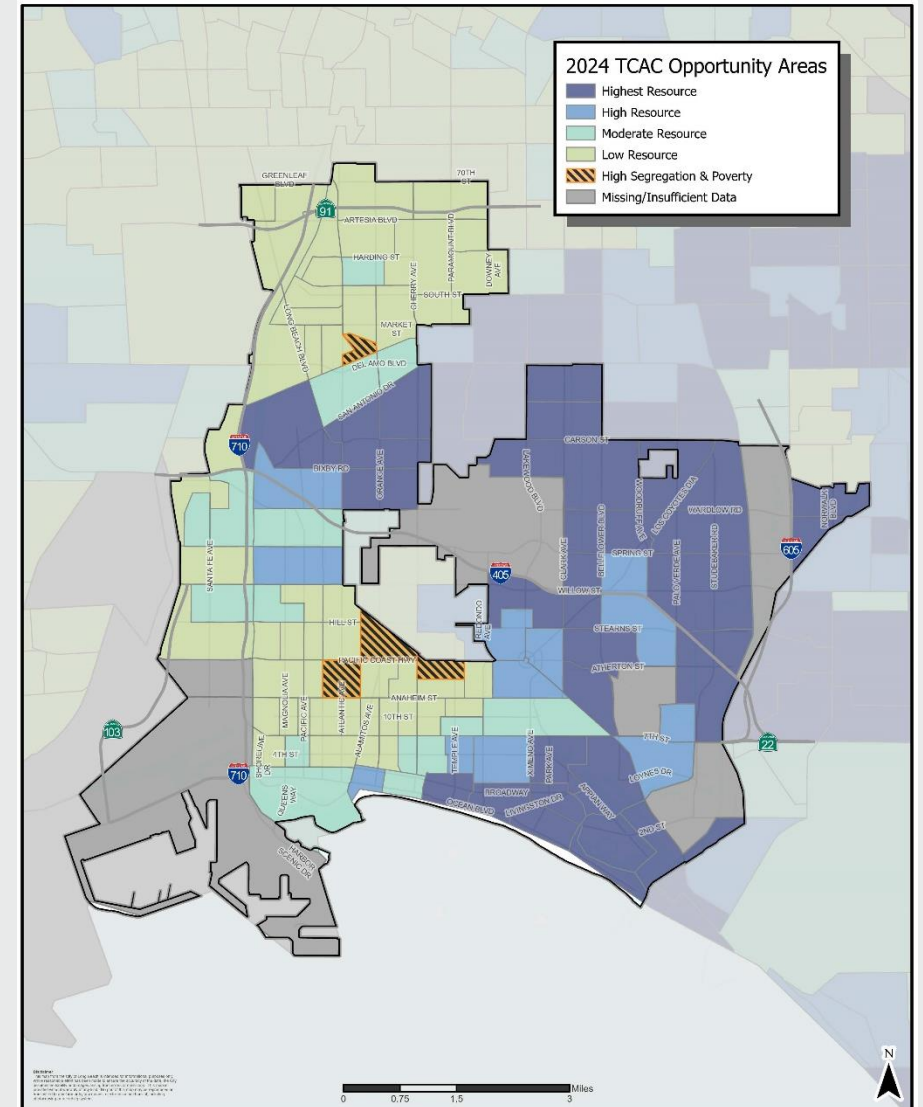 2024 TCAC Opportunity Areas
Highest Resource
High Resource
Moderate Resource
Low Resource
High Segregation & Poverty
Missing/Insufficient Data
GREENLEAF
BLVD
70TH
ST
91
ARTESIA BLVD
PARAMOUNT BLVD
DOWNEY
AVE
HARDING ST
CHERRY AVE
SOUTH ST
LONG BEACH BLVD
MARKET
ST
DEL AMO BLVD
SAN ANTONIO DR
710
BIXBY RD
ORANGE AVE
CARSON ST
LAKEWOOD BLVD
WOODRUFF AVE
LOS COYOTES DIA
NORWALK
BLVD
WARDLOW RD
BELLFLOWER BLVD
CLARK AVE
PALO VERDE AVE
STUDEBAKER RD
SPRING ST
605
405
WILLOW ST
SANTA FE AVE
REDONDO
AVE
HILL ST
STEARNS ST
PACIFIC COAST HWY
ATHERTON ST
MAGNOLIA AVE
PACIFIC AVE
ATLANTIC AVE
ALAMITOS AVE
ANAHEIM ST
10TH ST
103
7TH ST
22
4TH ST
TEMPLE AVE
XIMENO AVE
PARK AVE
SHORELINE
DR
710
LOYNES DR
QUEENS
WAY
BROADWAY
OCEAN BLVD
LIVINGSTON DR
APPIAN WAY
2ND ST
HARBOR
SCENIC DR
Disclaimer
N
Miles
0 0.75 1.5 3